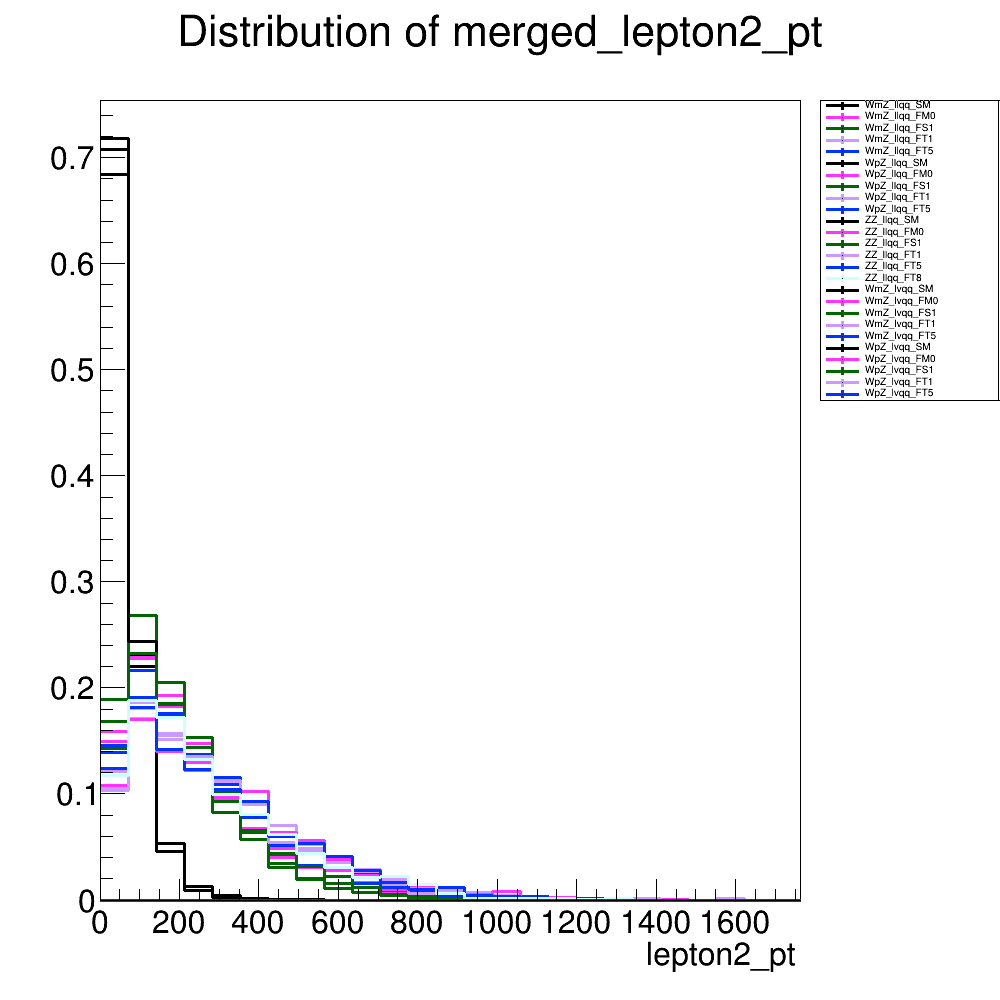 Distribution of merged_lepton2_pt
WmZ_llqq_SM
WmZ_llqq_FM0
WmZ_llqq_FS1
WmZ_llqq_FT1
WmZ_llqq_FT5
WpZ_llqq_SM
WpZ_llqq_FM0
WpZ_llqq_FS1
WpZ_llqq_FT1
WpZ_llqq_FT5
ZZ_llqq_SM
ZZ_llqq_FM0
ZZ_llqq_FS1
ZZ_llqq_FT1
ZZ_llqq_FT5
ZZ_llqq_FT8
WmZ_lvqq_SM
WmZ_lvqq_FM0
WmZ_lvqq_FS1
WmZ_lvqq_FT1
WmZ_lvqq_FT5
WpZ_lvqq_SM
WpZ_lvqq_FM0
WpZ_lvqq_FS1
WpZ_lvqq_FT1
WpZ_lvqq_FT5
0.7
0.6
0.5
0.4
0.3
0.2
0.1
0
0 200 400 600 800 1000 1200 1400 1600
lepton2_pt